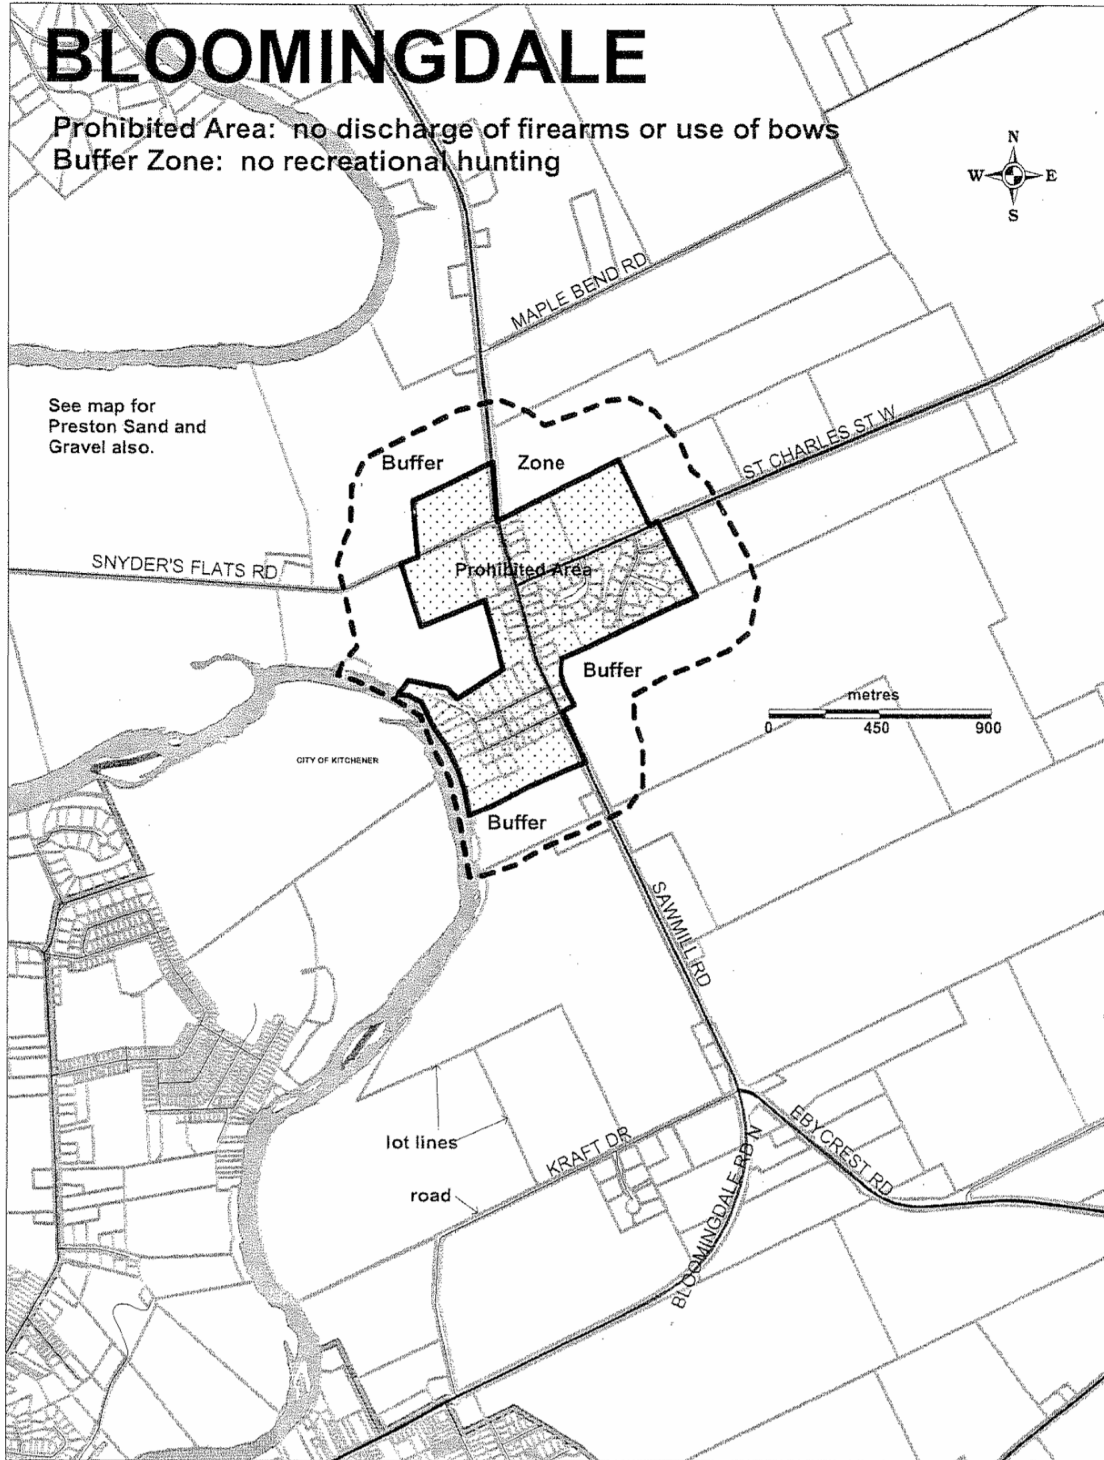 BLOOMINGDALE
Prohibited Area: no discharge of firearms or use of bows
Buffer Zone: no recreational hunting
N
W E
S
MAPLE BEND RD
See map for
Preston Sand and
Gravel also.
ST CHARLES ST W
Buffer Zone
SNYDER'S FLATS RD
Prohibited Area
Buffer
metres
0 450 900
CITY OF KITCHENER
Buffer
SAWMILL RD
lot lines
KRAFT DR
EBYCREST RD
road
BLOOMINGDALE RD N